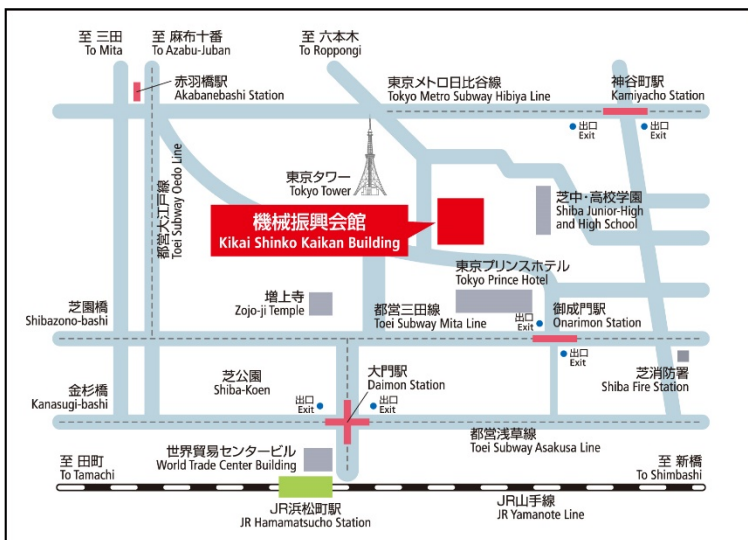 至 三田
To Mita
至 麻布十番
To Azabu-Juban
至 六本木
To Roppongi
赤羽橋駅
Akabanebashi Station
東京メトロ日比谷線
Tokyo Metro Subway Hibiya Line
神谷町駅
Kamiyacho Station
出口
Exit
出口
Exit
都営大江戸線
Toei Subway Oedo Line
東京タワー
Tokyo Tower
芝中・高校学園
Shiba Junior-High
and High School
機械振興会館
Kikai Shinko Kaikan Building
東京プリンスホテル
Tokyo Prince Hotel
増上寺
Zojo-ji Temple
芝園橋
Shibazono-bashi
都営三田線
Toei Subway Mita Line
出口
Exit
御成門駅
Onarimon Station
出口
Exit
芝消防署
Shiba Fire Station
金杉橋
Kanasugi-bashi
芝公園
Shiba-Koen
大門駅
Daimon Station
出口
Exit
出口
Exit
都営浅草線
Toei Subway Asakusa Line
世界貿易センタービル
World Trade Center Building
至 田町
To Tamachi
至 新橋
To Shimbashi
JR浜松町駅
JR Hamamatsucho Station
JR山手線
JR Yamanote Line